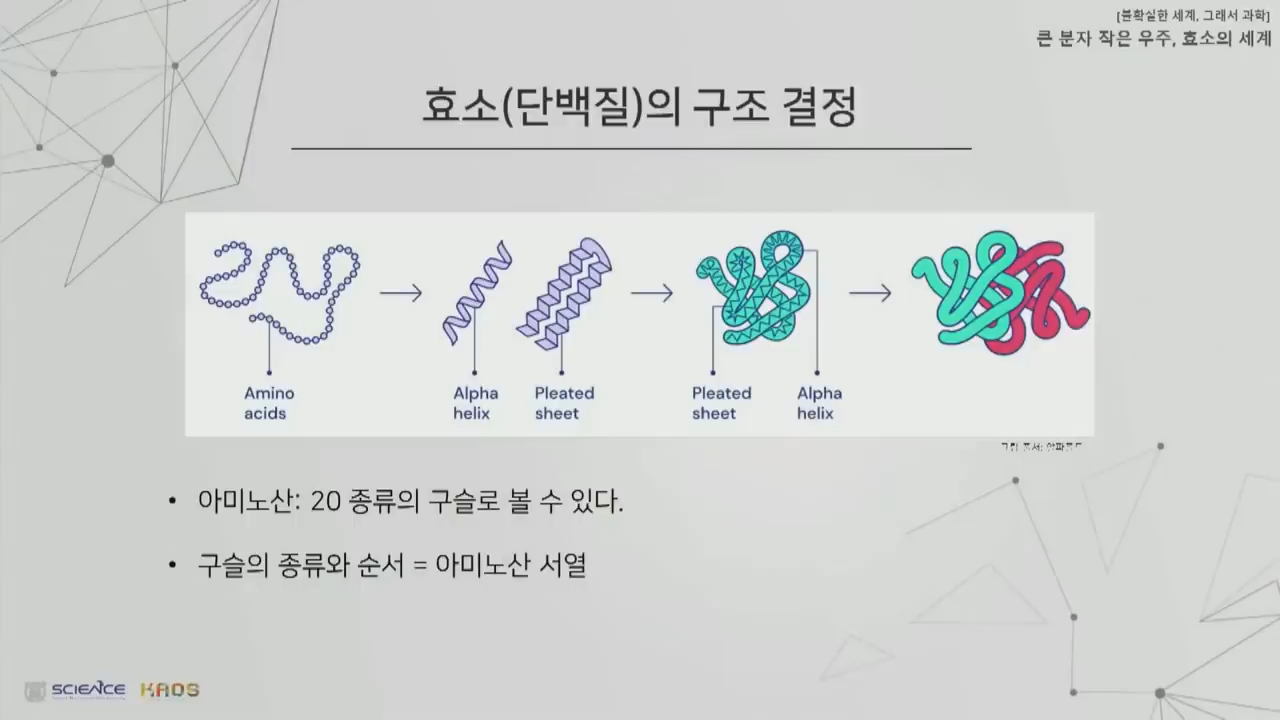 [불확실한 세계, 그래서 과학]
큰 분자 작은 우주, 효소의 세계
효소(단백질)의 구조 결정
Amino
acids
Alpha
helix
Pleated
sheet
Pleated
sheet
Alpha
helix
• 아미노산: 20 종류의 구슬로 볼 수 있다.
• 구슬의 종류와 순서 = 아미노산 서열
SCIENCE
KAOS